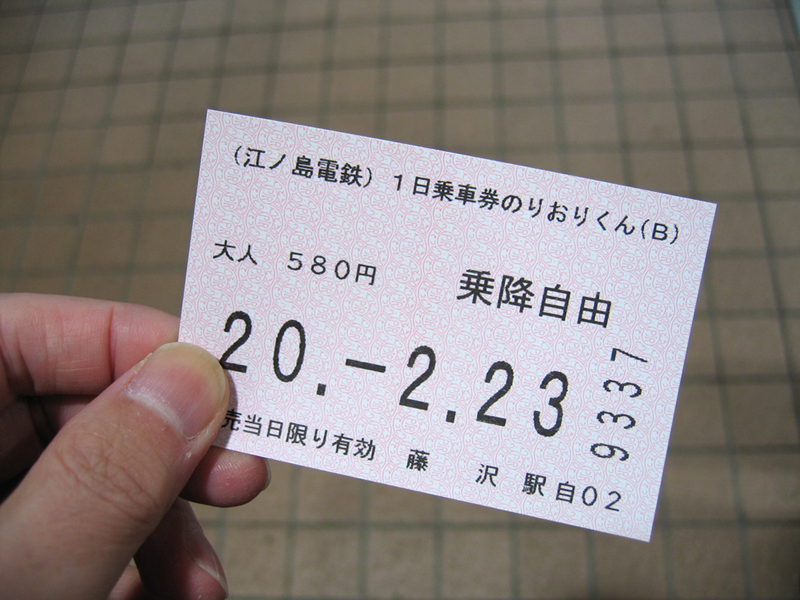 （江ノ島電鉄）１日乗車券のりおりくん（Ｂ）
大人　５８０円　乗降自由
20.-2.23
9337
売当日限り有効　藤　沢　駅自０２